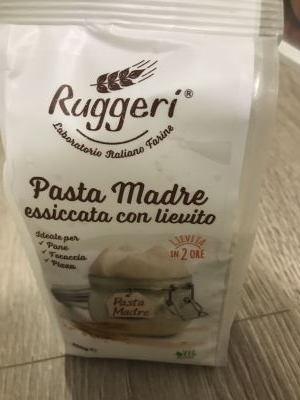 Ruggeri®
Laboratorio Italiano Farine
Pasta Madre
essiccata con lievito
Ideale per
✓ Pane
✓ Focaccia
✓ Pizza
LIEVITA
IN 2 ORE
Pasta
Madre